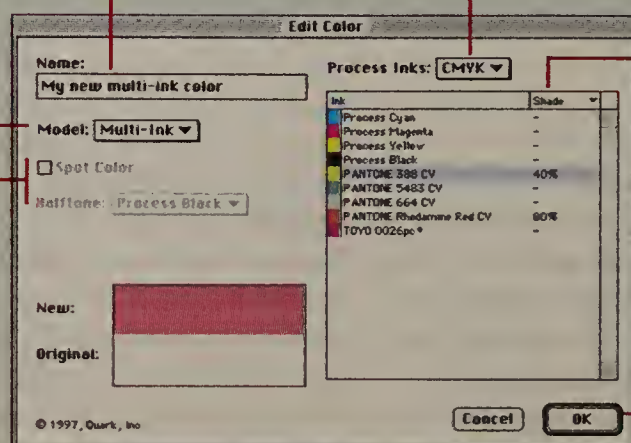 Edit Color
Name:
My new multi-ink color
Model: Multi-Ink
Spot Color
Halftone: Process Black
New:
Original:
© 1997, Quark, Inc
Process Inks: CMYK
Ink Shade
Process Cyan -
Process Magenta -
Process Yellow -
Process Black -
PANTONE 388 CV 40%
PANTONE 5483 CV -
PANTONE 664 CV -
PANTONE Rhodamine Red CV 80%
TOYO 0026pc* -
Cancel OK